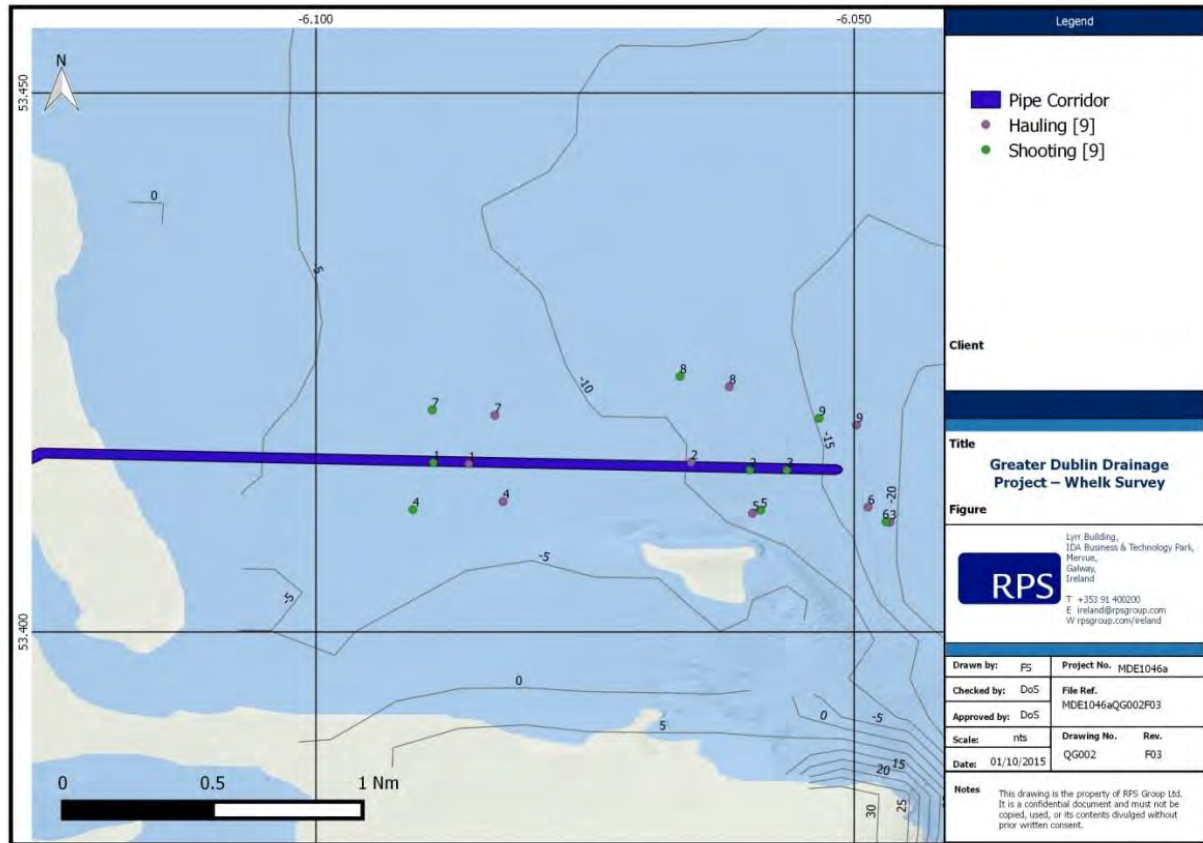 -6.100
-6.050
53.450
53.400
N
0
-5
-10
-15
-20
8
8
7
7
9
9
1
1
2
2
3
4
4
5
5
6
63
-5
-5
0
5
0
-5
15
20
25
30
0 0.5 1 Nm
Legend
Pipe Corridor
Hauling [9]
Shooting [9]
Client
Title
Greater Dublin Drainage
Project – Whelk Survey
Figure
RPS
Lyrr Building,
IDA Business & Technology Park,
Mervue,
Galway,
Ireland
T +353 91 400200
E ireland@rpsgroup.com
W rpsgroup.com/ireland
Drawn by: FS
Project No. MDE1046a
Checked by: DoS
File Ref.
MDE1046aQG002F03
Approved by: DoS
Scale: nts
Drawing No. Rev.
QG002 F03
Date: 01/10/2015
Notes This drawing is the property of RPS Group Ltd.
It is a confidential document and must not be
copied, used, or its contents divulged without
prior written consent.